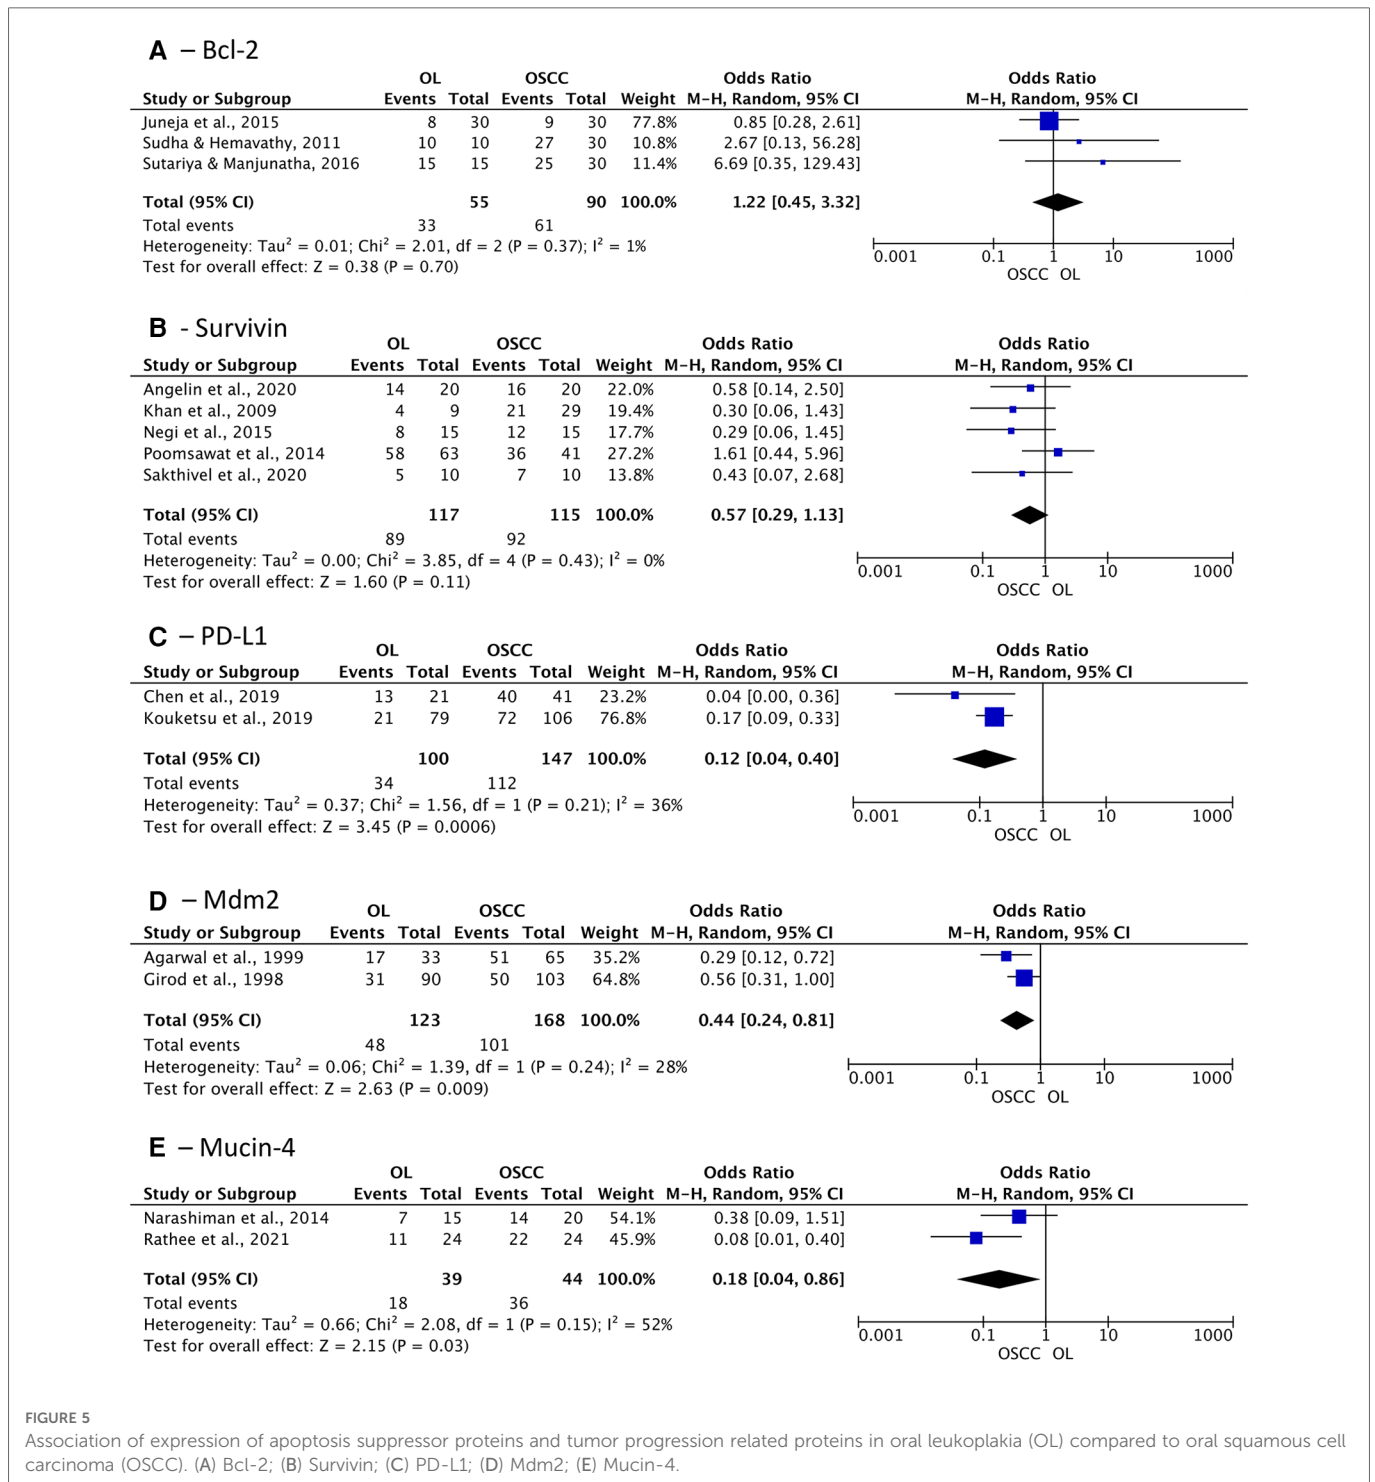 A – Bcl-2
OL OSCC Odds Ratio Odds Ratio
Study or Subgroup Events Total Events Total Weight M–H, Random, 95% CI M–H, Random, 95% CI
Juneja et al., 2015 8 30 9 30 77.8% 0.85 [0.28, 2.61]
Sudha & Hemavathy, 2011 10 10 27 30 10.8% 2.67 [0.13, 56.28]
Sutariya & Manjunatha, 2016 15 15 25 30 11.4% 6.69 [0.35, 129.43]
Total (95% CI) 55 90 100.0% 1.22 [0.45, 3.32]
Total events 33 61
Heterogeneity: Tau² = 0.01; Chi² = 2.01, df = 2 (P = 0.37); I² = 1%
Test for overall effect: Z = 0.38 (P = 0.70)
0.001 0.1 1 10 1000
OSCC OL
B - Survivin
OL OSCC Odds Ratio Odds Ratio
Study or Subgroup Events Total Events Total Weight M–H, Random, 95% CI M–H, Random, 95% CI
Angelin et al., 2020 14 20 16 20 22.0% 0.58 [0.14, 2.50]
Khan et al., 2009 4 9 21 29 19.4% 0.30 [0.06, 1.43]
Negi et al., 2015 8 15 12 15 17.7% 0.29 [0.06, 1.45]
Poomsawat et al., 2014 58 63 36 41 27.2% 1.61 [0.44, 5.96]
Sakthivel et al., 2020 5 10 7 10 13.8% 0.43 [0.07, 2.68]
Total (95% CI) 117 115 100.0% 0.57 [0.29, 1.13]
Total events 89 92
Heterogeneity: Tau² = 0.00; Chi² = 3.85, df = 4 (P = 0.43); I² = 0%
Test for overall effect: Z = 1.60 (P = 0.11)
0.001 0.1 1 10 1000
OSCC OL
C – PD-L1
OL OSCC Odds Ratio Odds Ratio
Study or Subgroup Events Total Events Total Weight M–H, Random, 95% CI M–H, Random, 95% CI
Chen et al., 2019 13 21 40 41 23.2% 0.04 [0.00, 0.36]
Kouketsu et al., 2019 21 79 72 106 76.8% 0.17 [0.09, 0.33]
Total (95% CI) 100 147 100.0% 0.12 [0.04, 0.40]
Total events 34 112
Heterogeneity: Tau² = 0.37; Chi² = 1.56, df = 1 (P = 0.21); I² = 36%
Test for overall effect: Z = 3.45 (P = 0.0006)
0.001 0.1 1 10 1000
OSCC OL
D – Mdm2
OL OSCC Odds Ratio Odds Ratio
Study or Subgroup Events Total Events Total Weight M–H, Random, 95% CI M–H, Random, 95% CI
Agarwal et al., 1999 17 33 51 65 35.2% 0.29 [0.12, 0.72]
Girod et al., 1998 31 90 50 103 64.8% 0.56 [0.31, 1.00]
Total (95% CI) 123 168 100.0% 0.44 [0.24, 0.81]
Total events 48 101
Heterogeneity: Tau² = 0.06; Chi² = 1.39, df = 1 (P = 0.24); I² = 28%
Test for overall effect: Z = 2.63 (P = 0.009)
0.001 0.1 1 10 1000
OSCC OL
E – Mucin-4
OL OSCC Odds Ratio Odds Ratio
Study or Subgroup Events Total Events Total Weight M–H, Random, 95% CI M–H, Random, 95% CI
Narashiman et al., 2014 7 15 14 20 54.1% 0.38 [0.09, 1.51]
Rathee et al., 2021 11 24 22 24 45.9% 0.08 [0.01, 0.40]
Total (95% CI) 39 44 100.0% 0.18 [0.04, 0.86]
Total events 18 36
Heterogeneity: Tau² = 0.66; Chi² = 2.08, df = 1 (P = 0.15); I² = 52%
Test for overall effect: Z = 2.15 (P = 0.03)
0.001 0.1 1 10 1000
OSCC OL
FIGURE 5
Association of expression of apoptosis suppressor proteins and tumor progression related proteins in oral leukoplakia (OL) compared to oral squamous cell
carcinoma (OSCC). (A) Bcl-2; (B) Survivin; (C) PD-L1; (D) Mdm2; (E) Mucin-4.